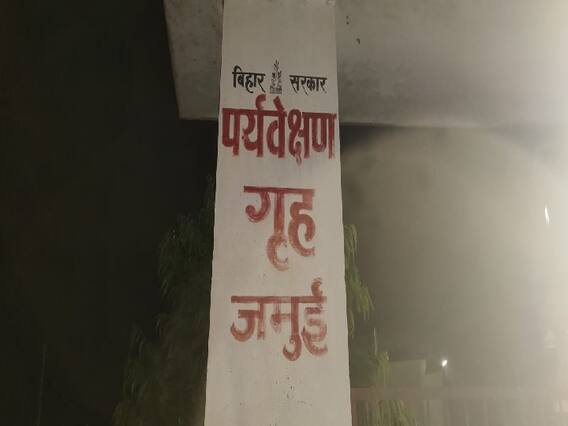 बिहार सरकार
पर्यवेक्षण
गृह
जमुई